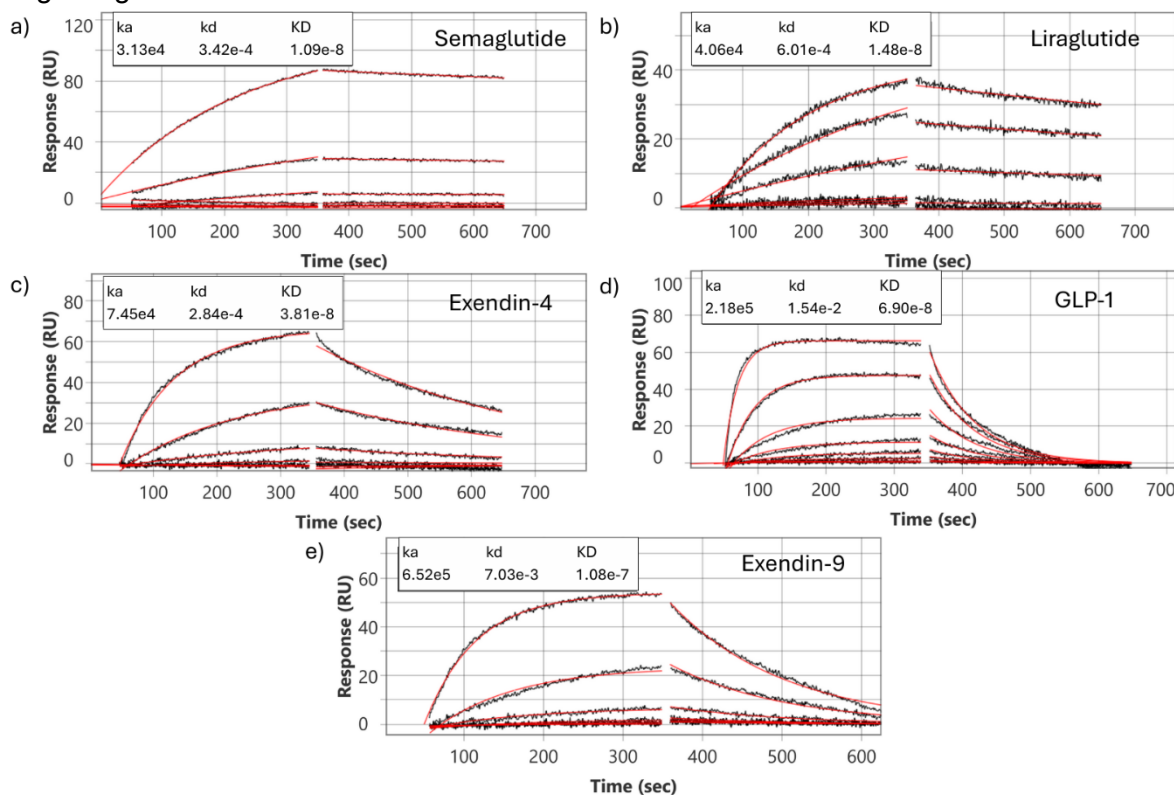 a)
ka kd KD
3.13e4 3.42e-4 1.09e-8
Semaglutide
Response (RU)
120
80
40
0
100 200 300 400 500 600 700
Time (sec)
b)
ka kd KD
4.06e4 6.01e-4 1.48e-8
Liraglutide
Response (RU)
40
20
0
100 200 300 400 500 600 700
Time (sec)
c)
ka kd KD
7.45e4 2.84e-4 3.81e-8
Exendin-4
Response (RU)
80
60
40
20
0
100 200 300 400 500 600 700
Time (sec)
d)
ka kd KD
2.18e5 1.54e-2 6.90e-8
GLP-1
Response (RU)
100
80
60
40
20
0
100 200 300 400 500 600 700
Time (sec)
e)
ka kd KD
6.52e5 7.03e-3 1.08e-7
Exendin-9
Response (RU)
60
40
20
0
100 200 300 400 500 600
Time (sec)